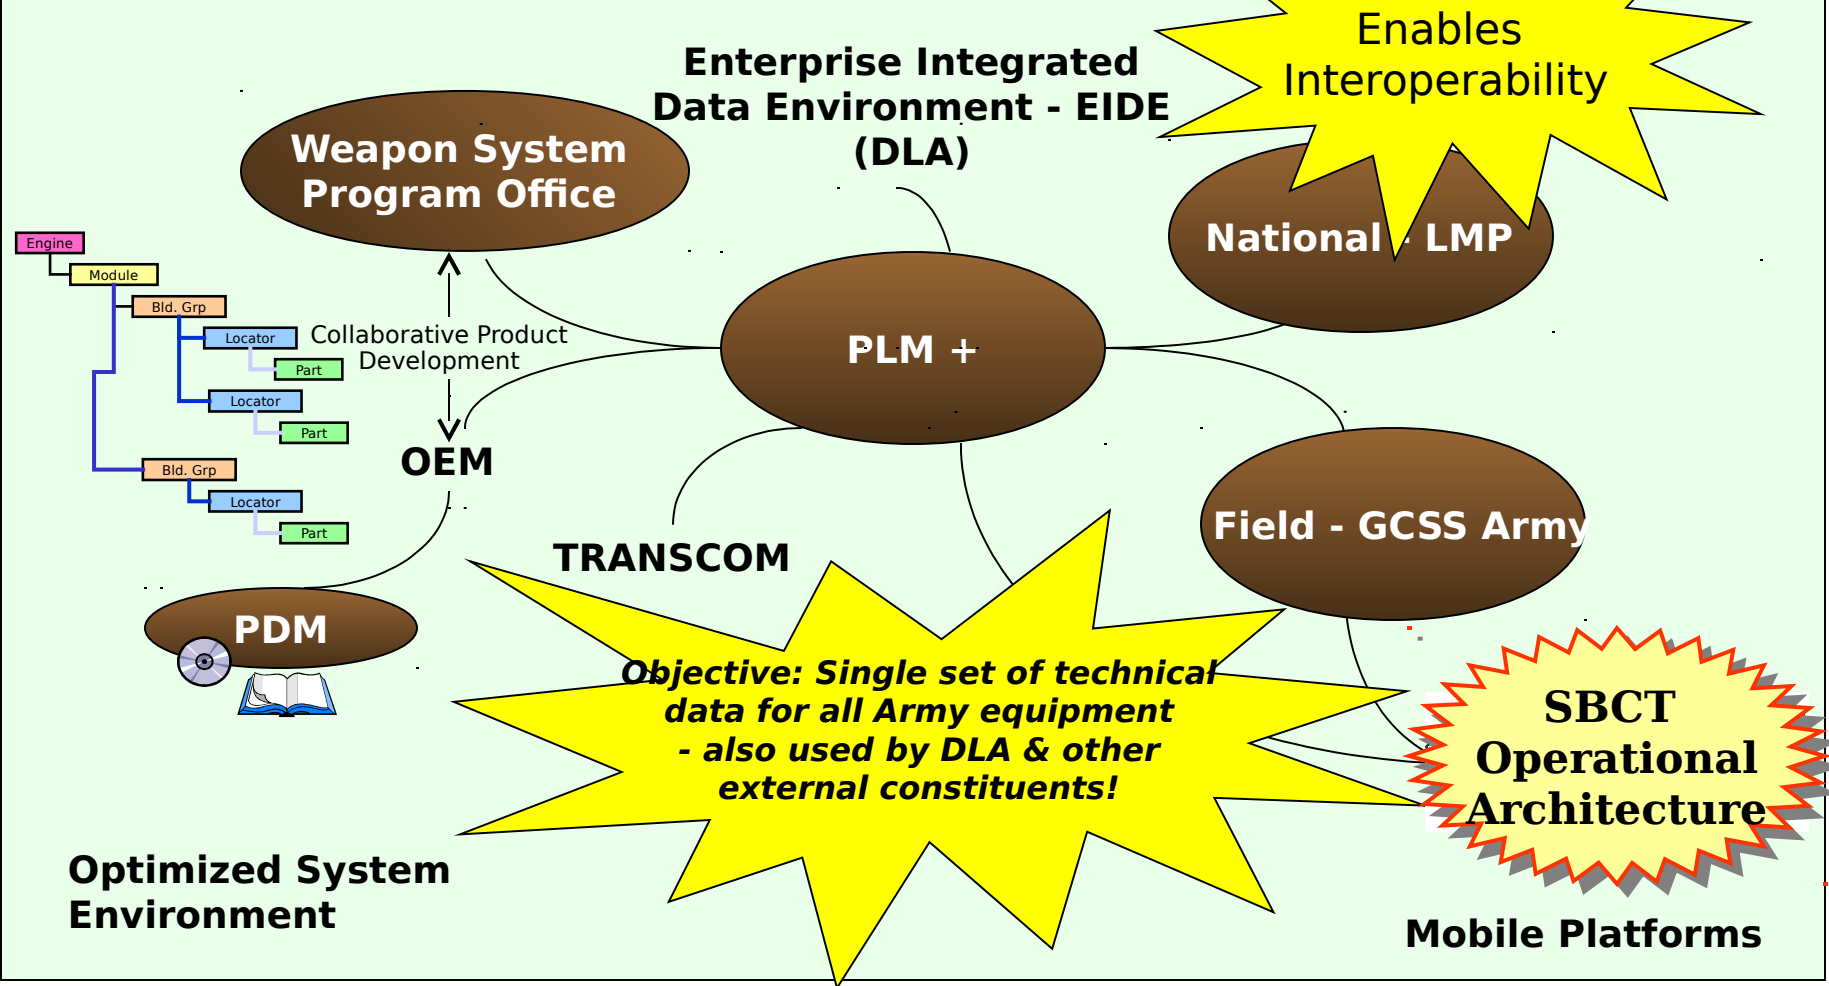 Enables
Interoperability
Enterprise Integrated
Data Environment - EIDE
(DLA)
Weapon System
Program Office
National - LMP
Engine
Module
Bld. Grp
Locator
Part
Locator
Part
Bld. Grp
Locator
Part
Collaborative Product
Development
PLM +
OEM
Field - GCSS Army
TRANSCOM
PDM
Objective: Single set of technical
data for all Army equipment
- also used by DLA & other
external constituents!
SBCT
Operational
Architecture
Optimized System
Environment
Mobile Platforms